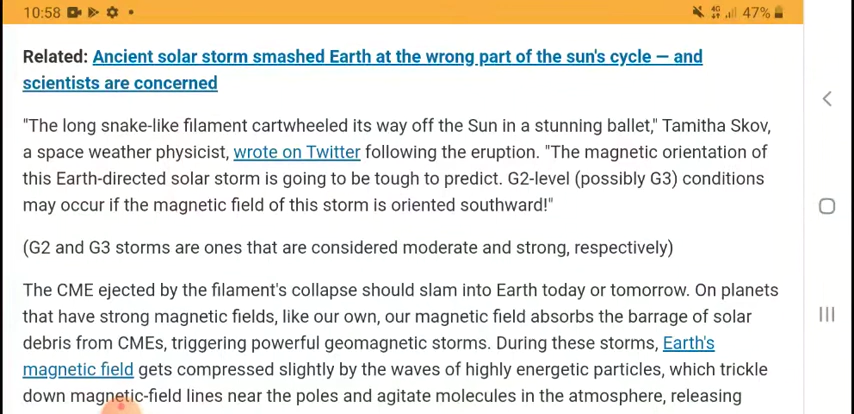 10:58 4G 47%
Related: Ancient solar storm smashed Earth at the wrong part of the sun's cycle — and
scientists are concerned
"The long snake-like filament cartwheeled its way off the Sun in a stunning ballet," Tamitha Skov,
a space weather physicist, wrote on Twitter following the eruption. "The magnetic orientation of
this Earth-directed solar storm is going to be tough to predict. G2-level (possibly G3) conditions
may occur if the magnetic field of this storm is oriented southward!"
(G2 and G3 storms are ones that are considered moderate and strong, respectively)
The CME ejected by the filament's collapse should slam into Earth today or tomorrow. On planets
that have strong magnetic fields, like our own, our magnetic field absorbs the barrage of solar
debris from CMEs, triggering powerful geomagnetic storms. During these storms, Earth's
magnetic field gets compressed slightly by the waves of highly energetic particles, which trickle
down magnetic-field lines near the poles and agitate molecules in the atmosphere, releasing